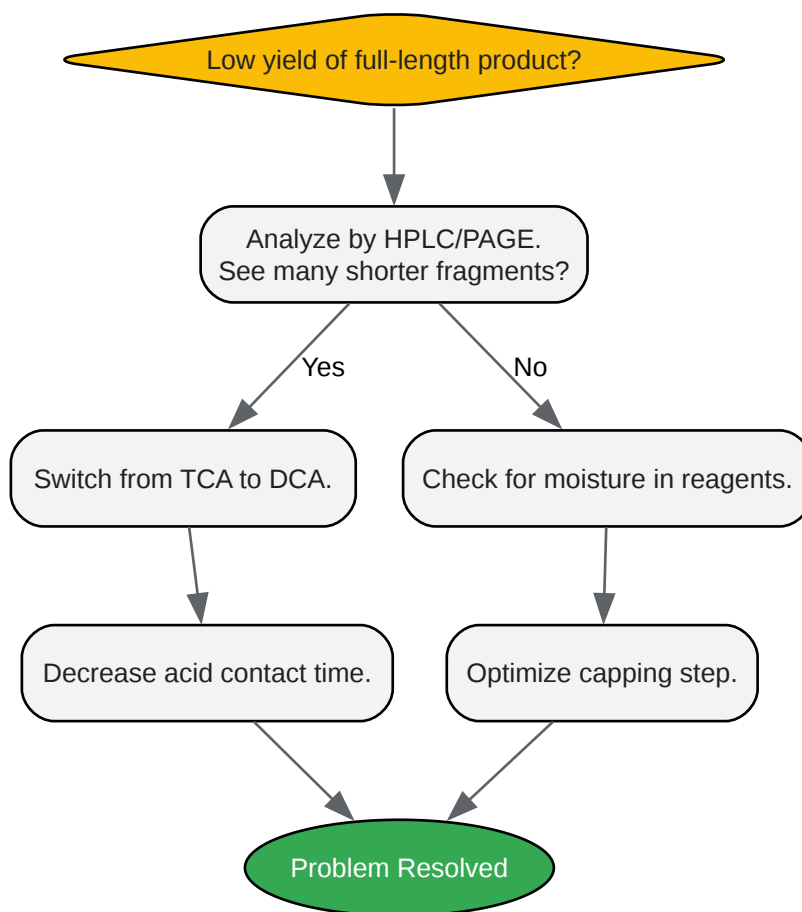 Low yield of full-length product?
Analyze by HPLC/PAGE.
See many shorter fragments?
Yes
No
Switch from TCA to DCA.
Check for moisture in reagents.
Decrease acid contact time.
Optimize capping step.
Problem Resolved